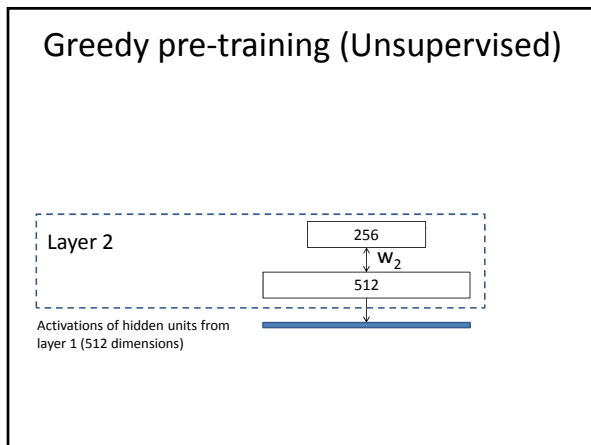 Greedy pre-training (Unsupervised)
Layer 2
256
W2
512
Activations of hidden units from
layer 1 (512 dimensions)